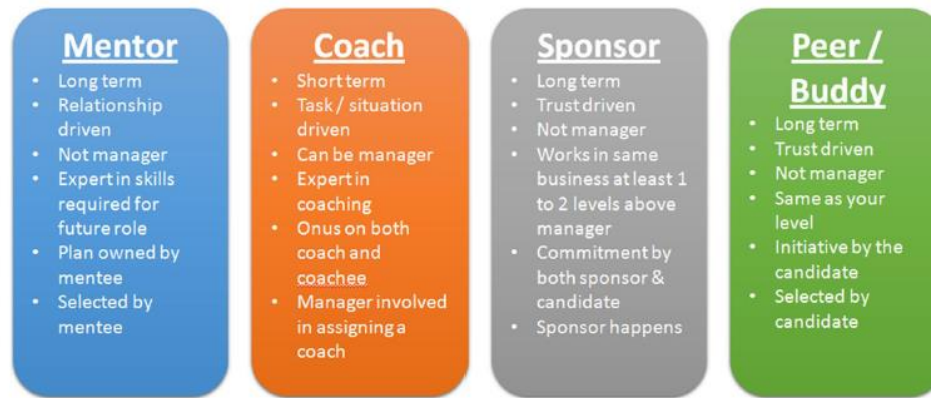 Mentor
• Long term
• Relationship
driven
• Not manager
• Expert in skills
required for
future role
• Plan owned by
mentee
• Selected by
mentee
Coach
• Short term
• Task / situation
driven
• Can be manager
• Expert in
coaching
• Onus on both
coach and
coachee
• Manager involved
in assigning a
coach
Sponsor
• Long term
• Trust driven
• Not manager
• Works in same
business at least 1
to 2 levels above
manager
• Commitment by
both sponsor &
candidate
• Sponsor happens
Peer /
Buddy
• Long term
• Trust driven
• Not manager
• Same as your
level
• Initiative by the
candidate
• Selected by
candidate